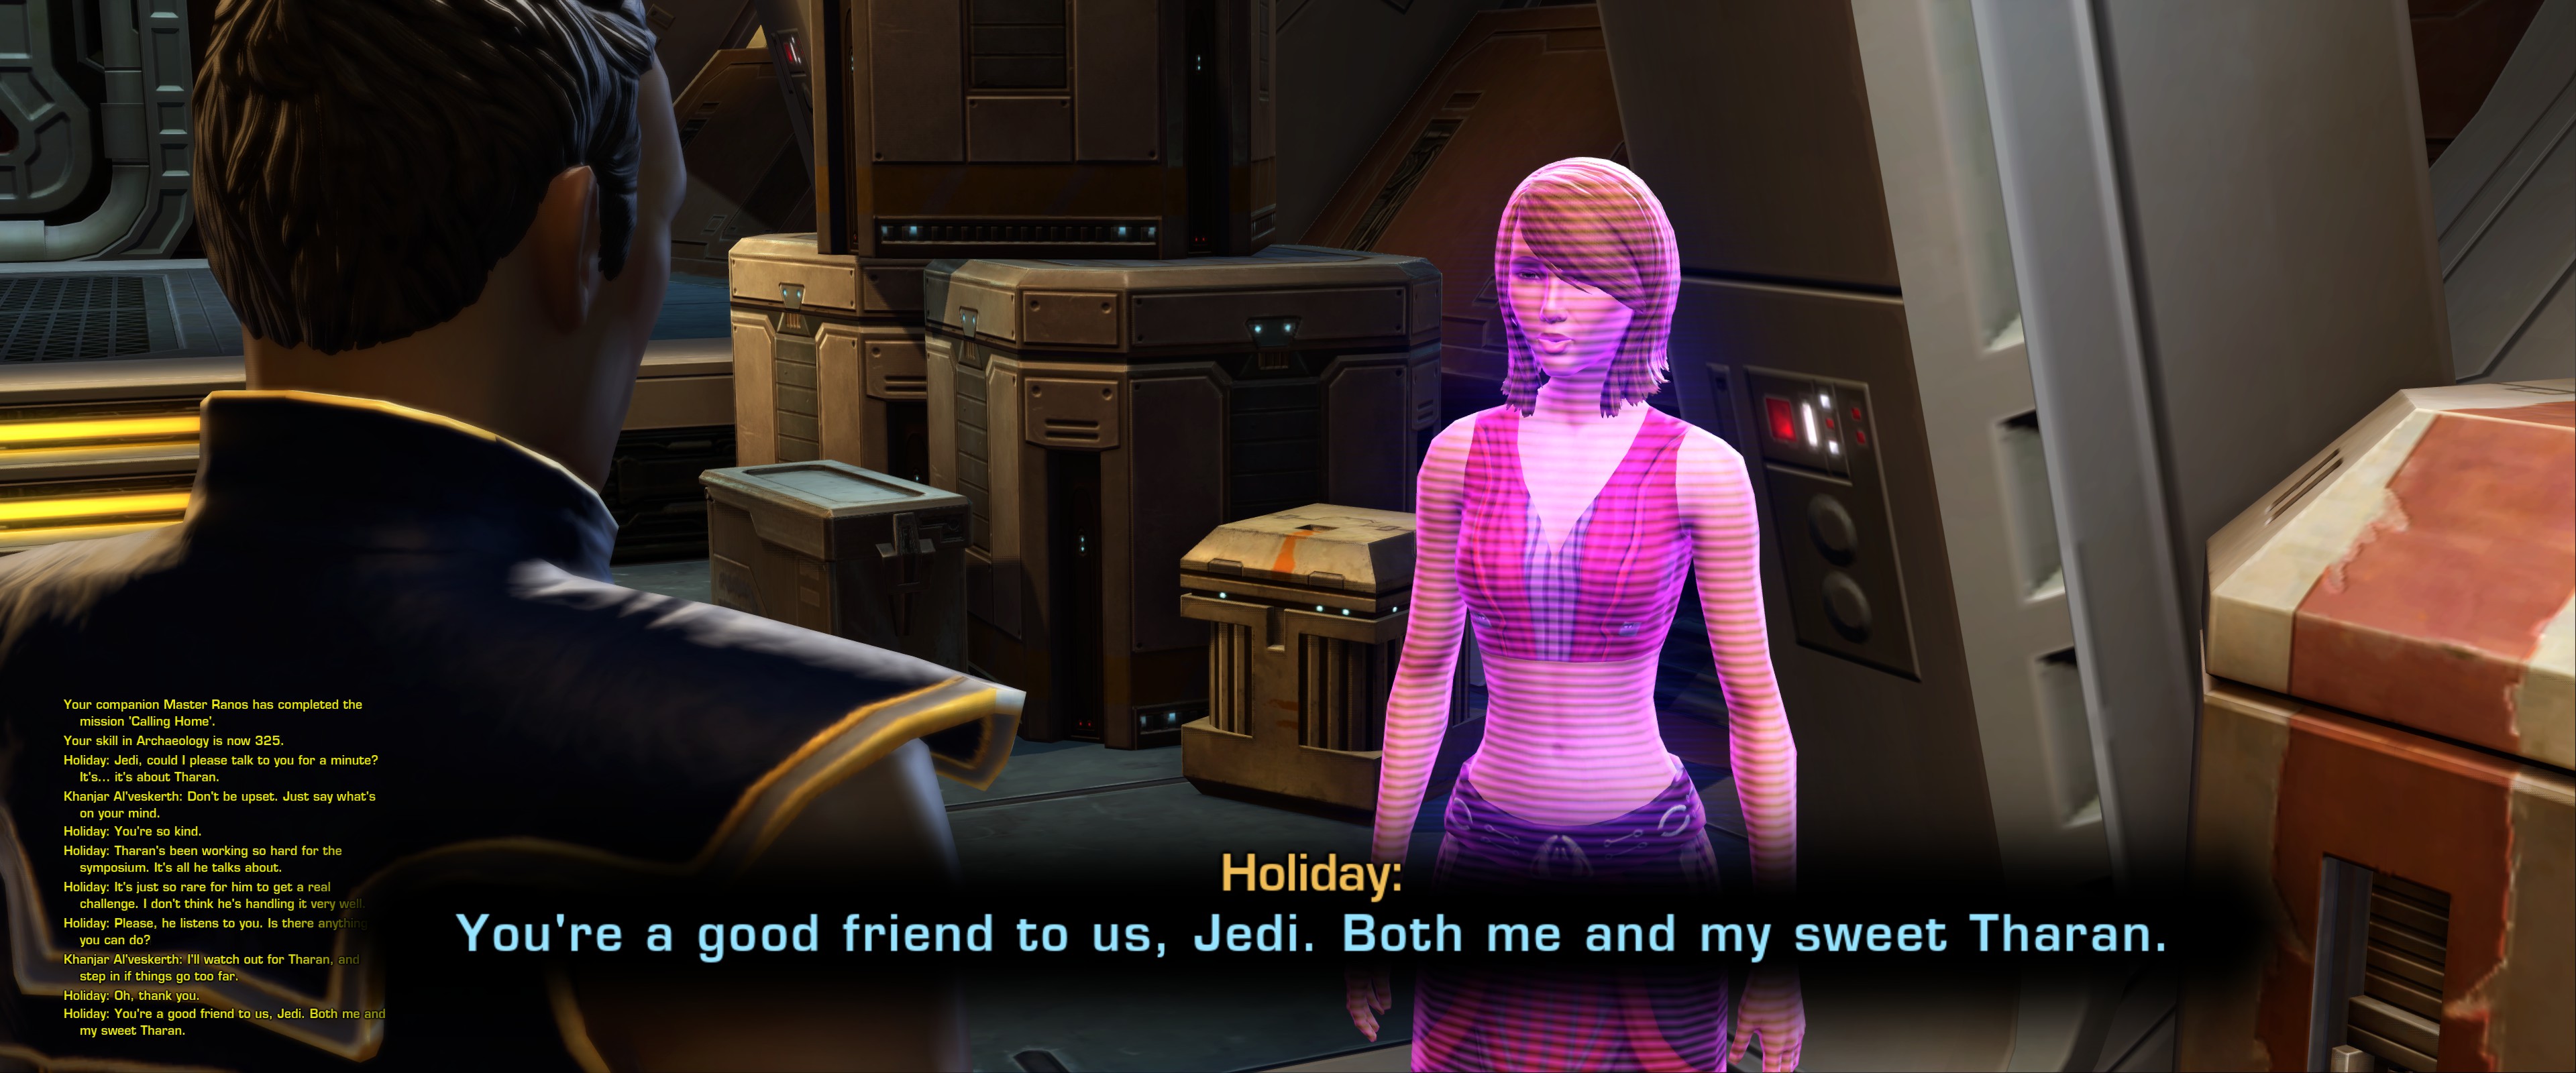 Your companion Master Ranos has completed the
mission 'Calling Home'.
Your skill in Archaeology is now 325.
Holiday: Jedi, could I please talk to you for a minute?
It's... it's about Tharan.
Khanjar Al'veskerth: Don't be upset. Just say what's
on your mind.
Holiday: You're so kind.
Holiday: Tharan's been working so hard for the
symposium. It's all he talks about.
Holiday: It's just so rare for him to get a real
challenge. I don't think he's handling it very well.
Holiday: Please, he listens to you. Is there anything
you can do?
Khanjar Al'veskerth: I'll watch out for Tharan, and
step in if things go too far.
Holiday: Oh, thank you.
Holiday: You're a good friend to us, Jedi. Both me and
my sweet Tharan.
Holiday:
You're a good friend to us, Jedi. Both me and my sweet Tharan.